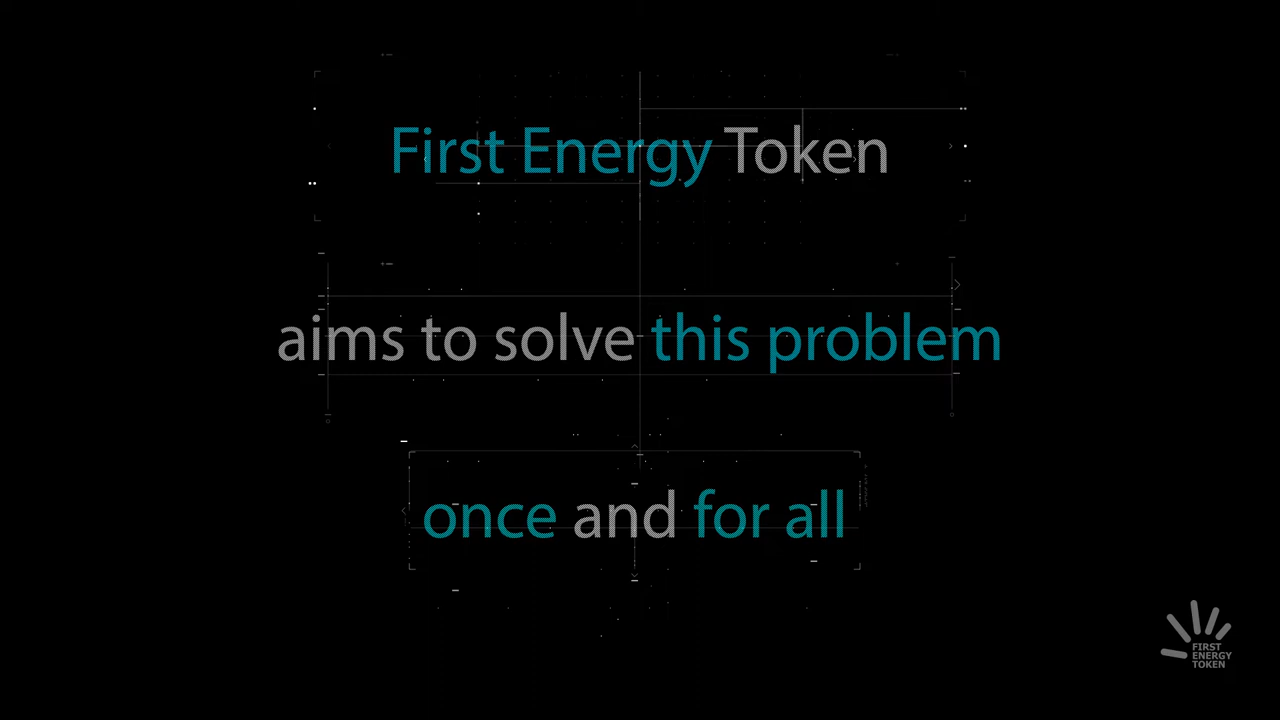 First Energy Token
aims to solve this problem
once and for all
FIRST
ENERGY
TOKEN